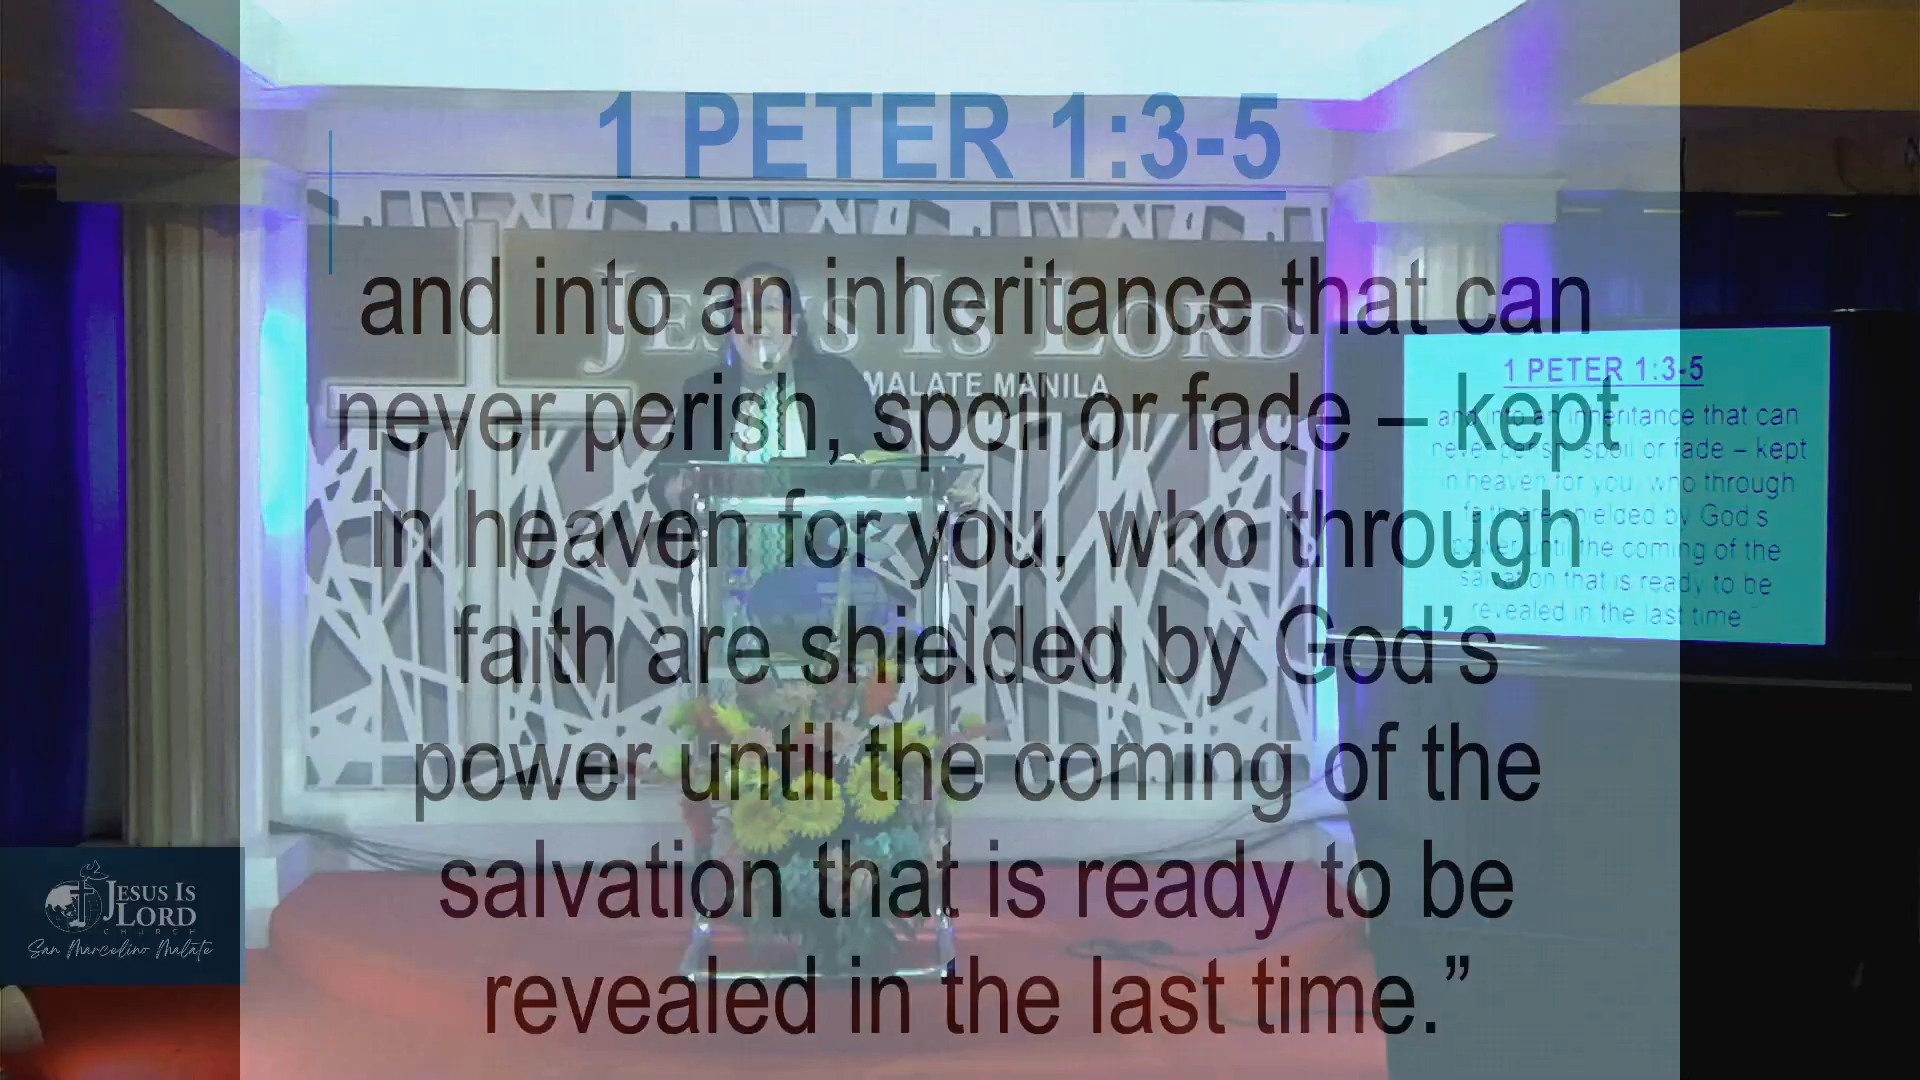 1 PETER 1:3-5
and into an inheritance that can
never perish, spoil or fade – kept
in heaven for you, who through
faith are shielded by God’s
power until the coming of the
salvation that is ready to be
revealed in the last time.”
JESUS IS LORD
MALATE MANILA
1 PETER 1:3-5
and into an inheritance that can
never perish, spoil or fade – kept
in heaven for you, who through
faith are shielded by God's
power until the coming of the
salvation that is ready to be
revealed in the last time
JESUS IS
LORD
CHURCH
San Marcelino Malate